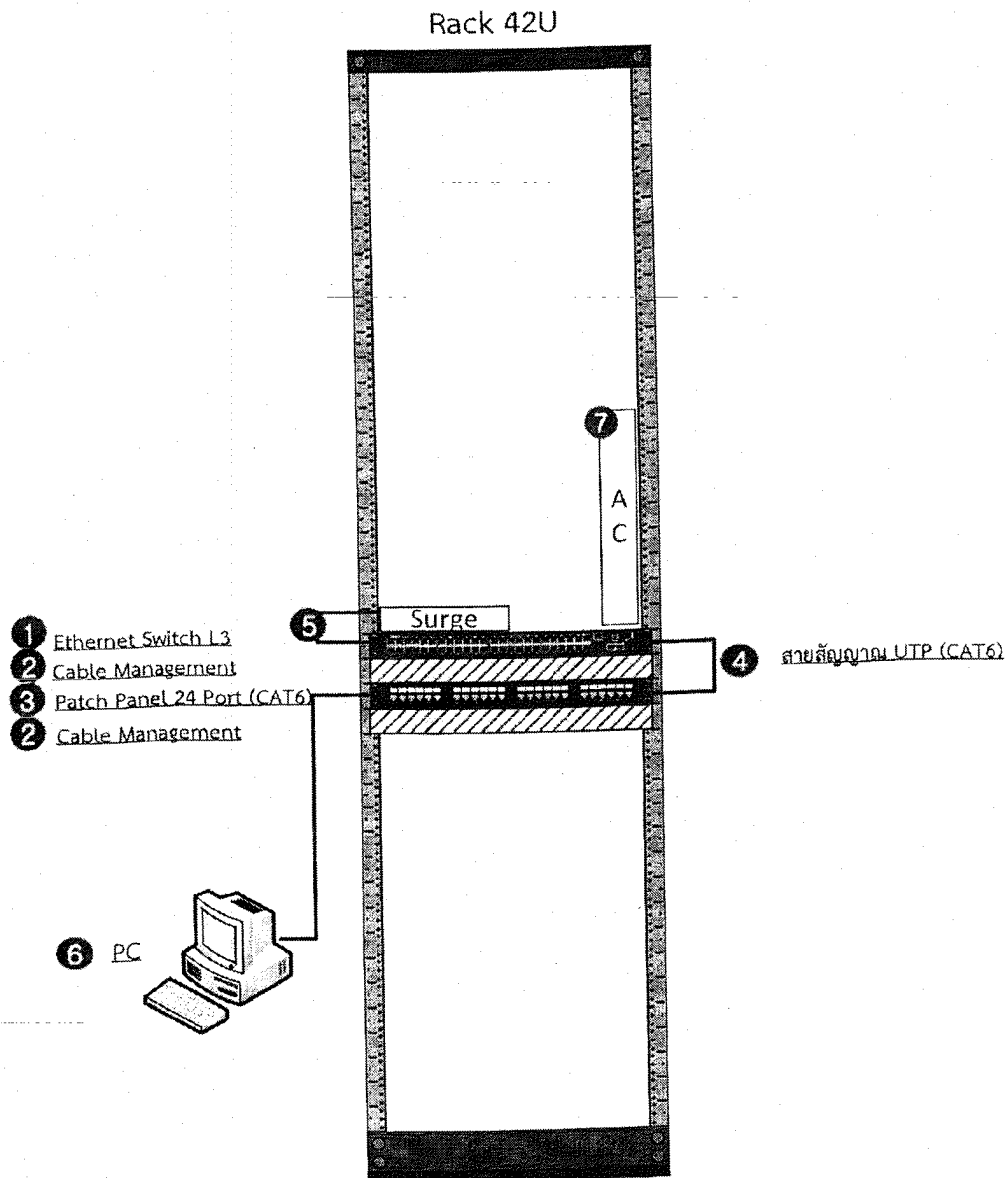 Rack 42U
7
A
C
5
Surge
1 Ethernet Switch L3
2 Cable Management
3 Patch Panel 24 Port (CAT6)
2 Cable Management
4 สายสัญญาณ UTP (CAT6)
6 PC